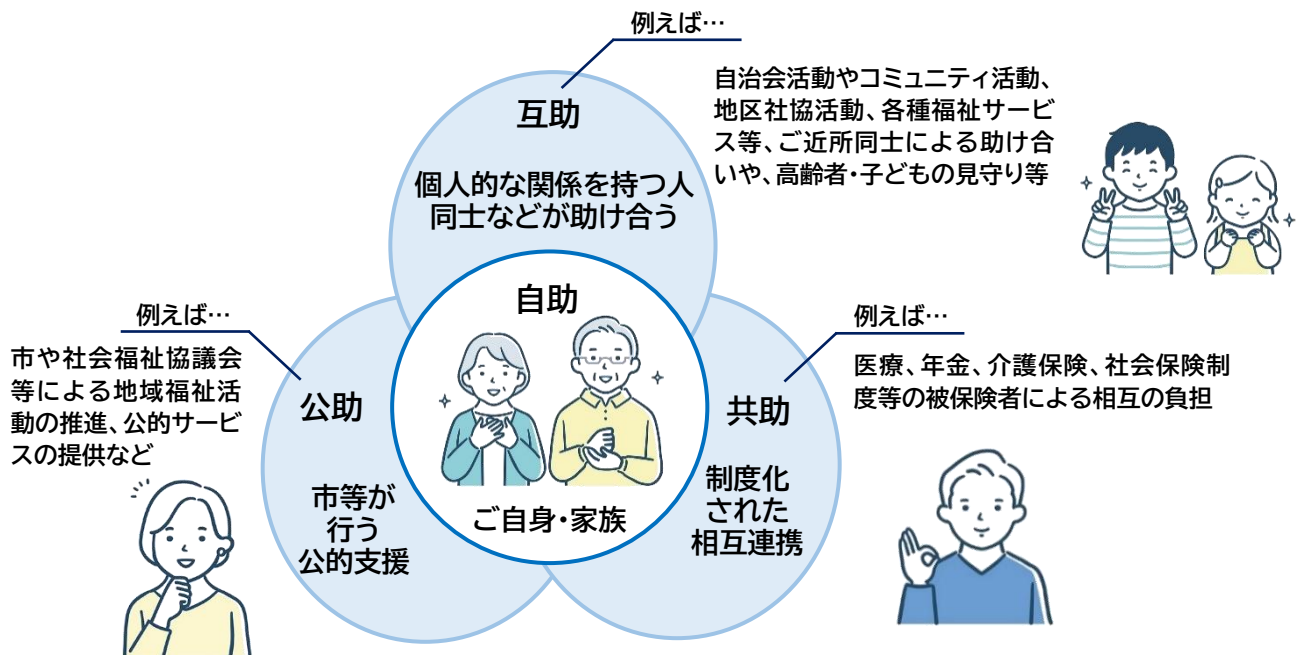 例えば…
自治会活動やコミュニティ活動、
地区社協活動、各種福祉サービ
ス等、ご近所同士による助け合
いや、高齢者・子どもの見守り等
互助
個人的な関係を持つ人
同士などが助け合う
自助
ご自身・家族
例えば…
市や社会福祉協議会
等による地域福祉活
動の推進、公的サービ
スの提供など
公助
市等が
行う
公的支援
例えば…
医療、年金、介護保険、社会保険制
度等の被保険者による相互の負担
共助
制度化
された
相互連携